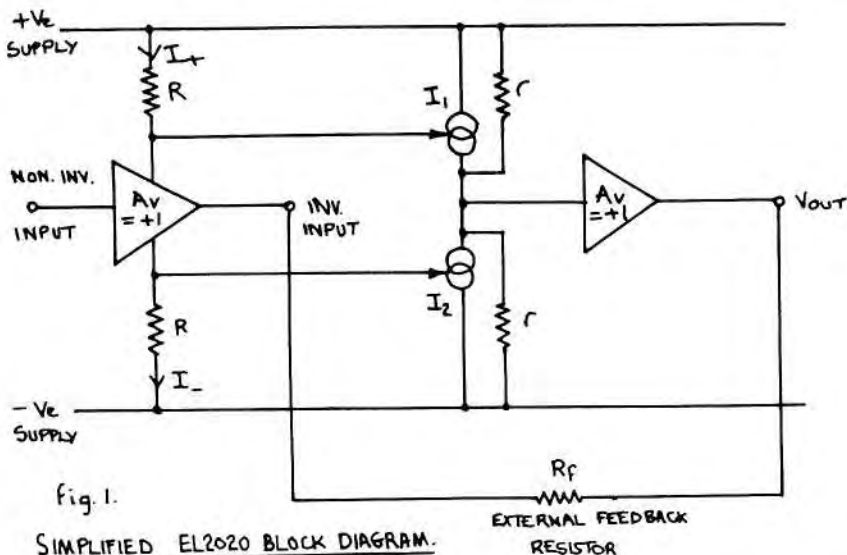 +Ve
SUPPLY
I+
R
I1
r
NON. INV.
INPUT
Av
= +1
INV.
INPUT
Av
= +1
VOUT
I2
R
r
I-
-Ve
SUPPLY
Rf
EXTERNAL FEEDBACK
RESISTOR
fig. 1.
SIMPLIFIED EL2020 BLOCK DIAGRAM.